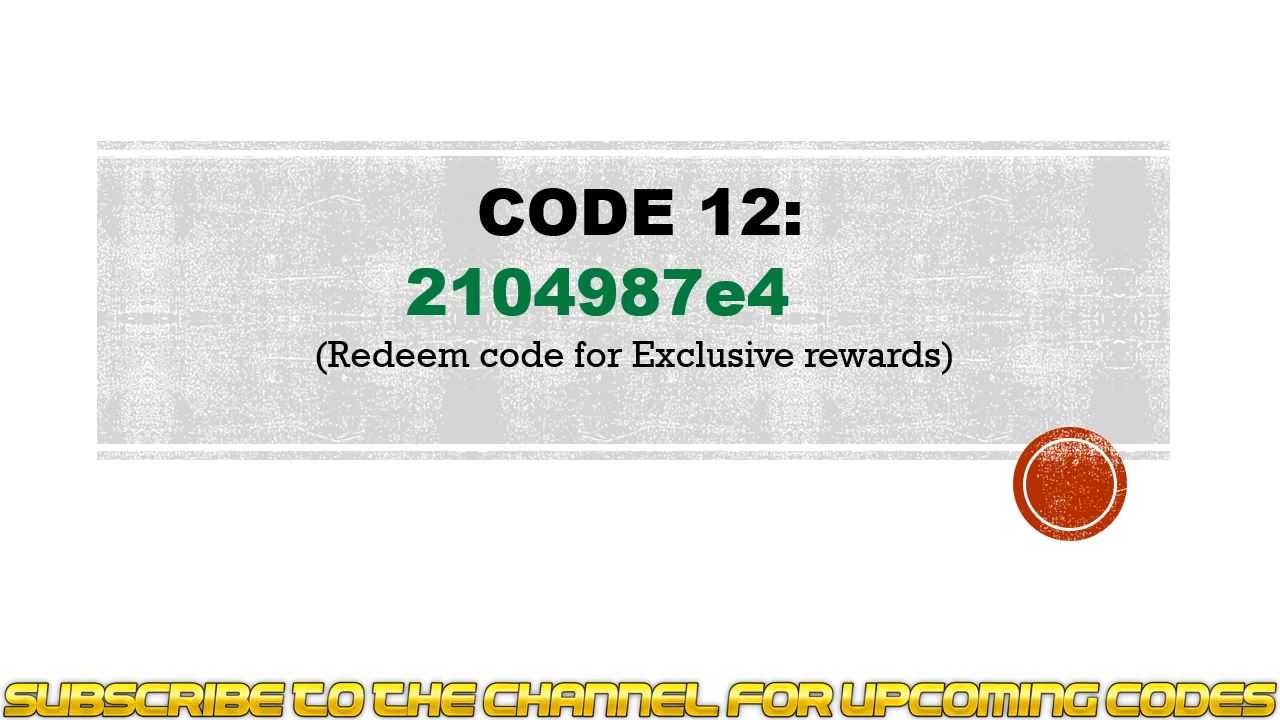 CODE 12:
2104987e4
(Redeem code for Exclusive rewards)
SUBSCRIBE TO THE CHANNEL FOR UPCOMING CODES